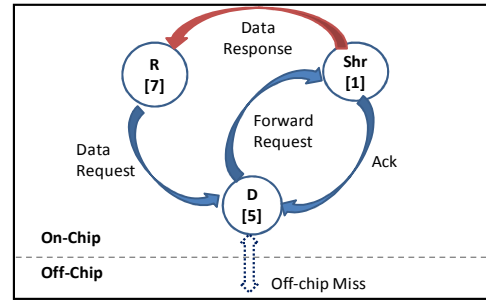 Data
Response
R
[7]
Shr
[1]
Forward
Request
Data
Request
Ack
D
[5]
On-Chip
Off-Chip
Off-chip Miss